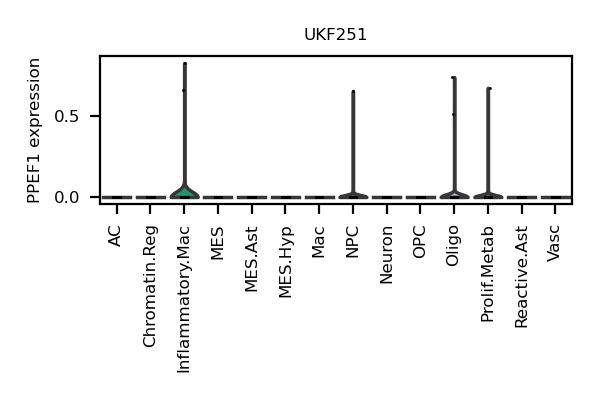 UKF251
PPEF1 expression
0.5
0.0
AC
Chromatin.Reg
Inflammatory.Mac
MES
MES.Ast
MES.Hyp
Mac
NPC
Neuron
OPC
Oligo
Prolif.Metab
Reactive.Ast
Vasc